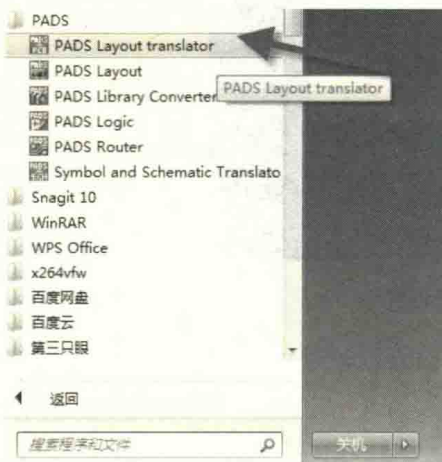 PADS
PADS Layout translator
PADS Layout
PADS Library Converter
PADS Layout translator
PADS Logic
PADS Router
Symbol and Schematic Translato
Snagit 10
WinRAR
WPS Office
x264vfw
百度网盘
百度云
第三只眼
返回
搜索程序和文件
关机